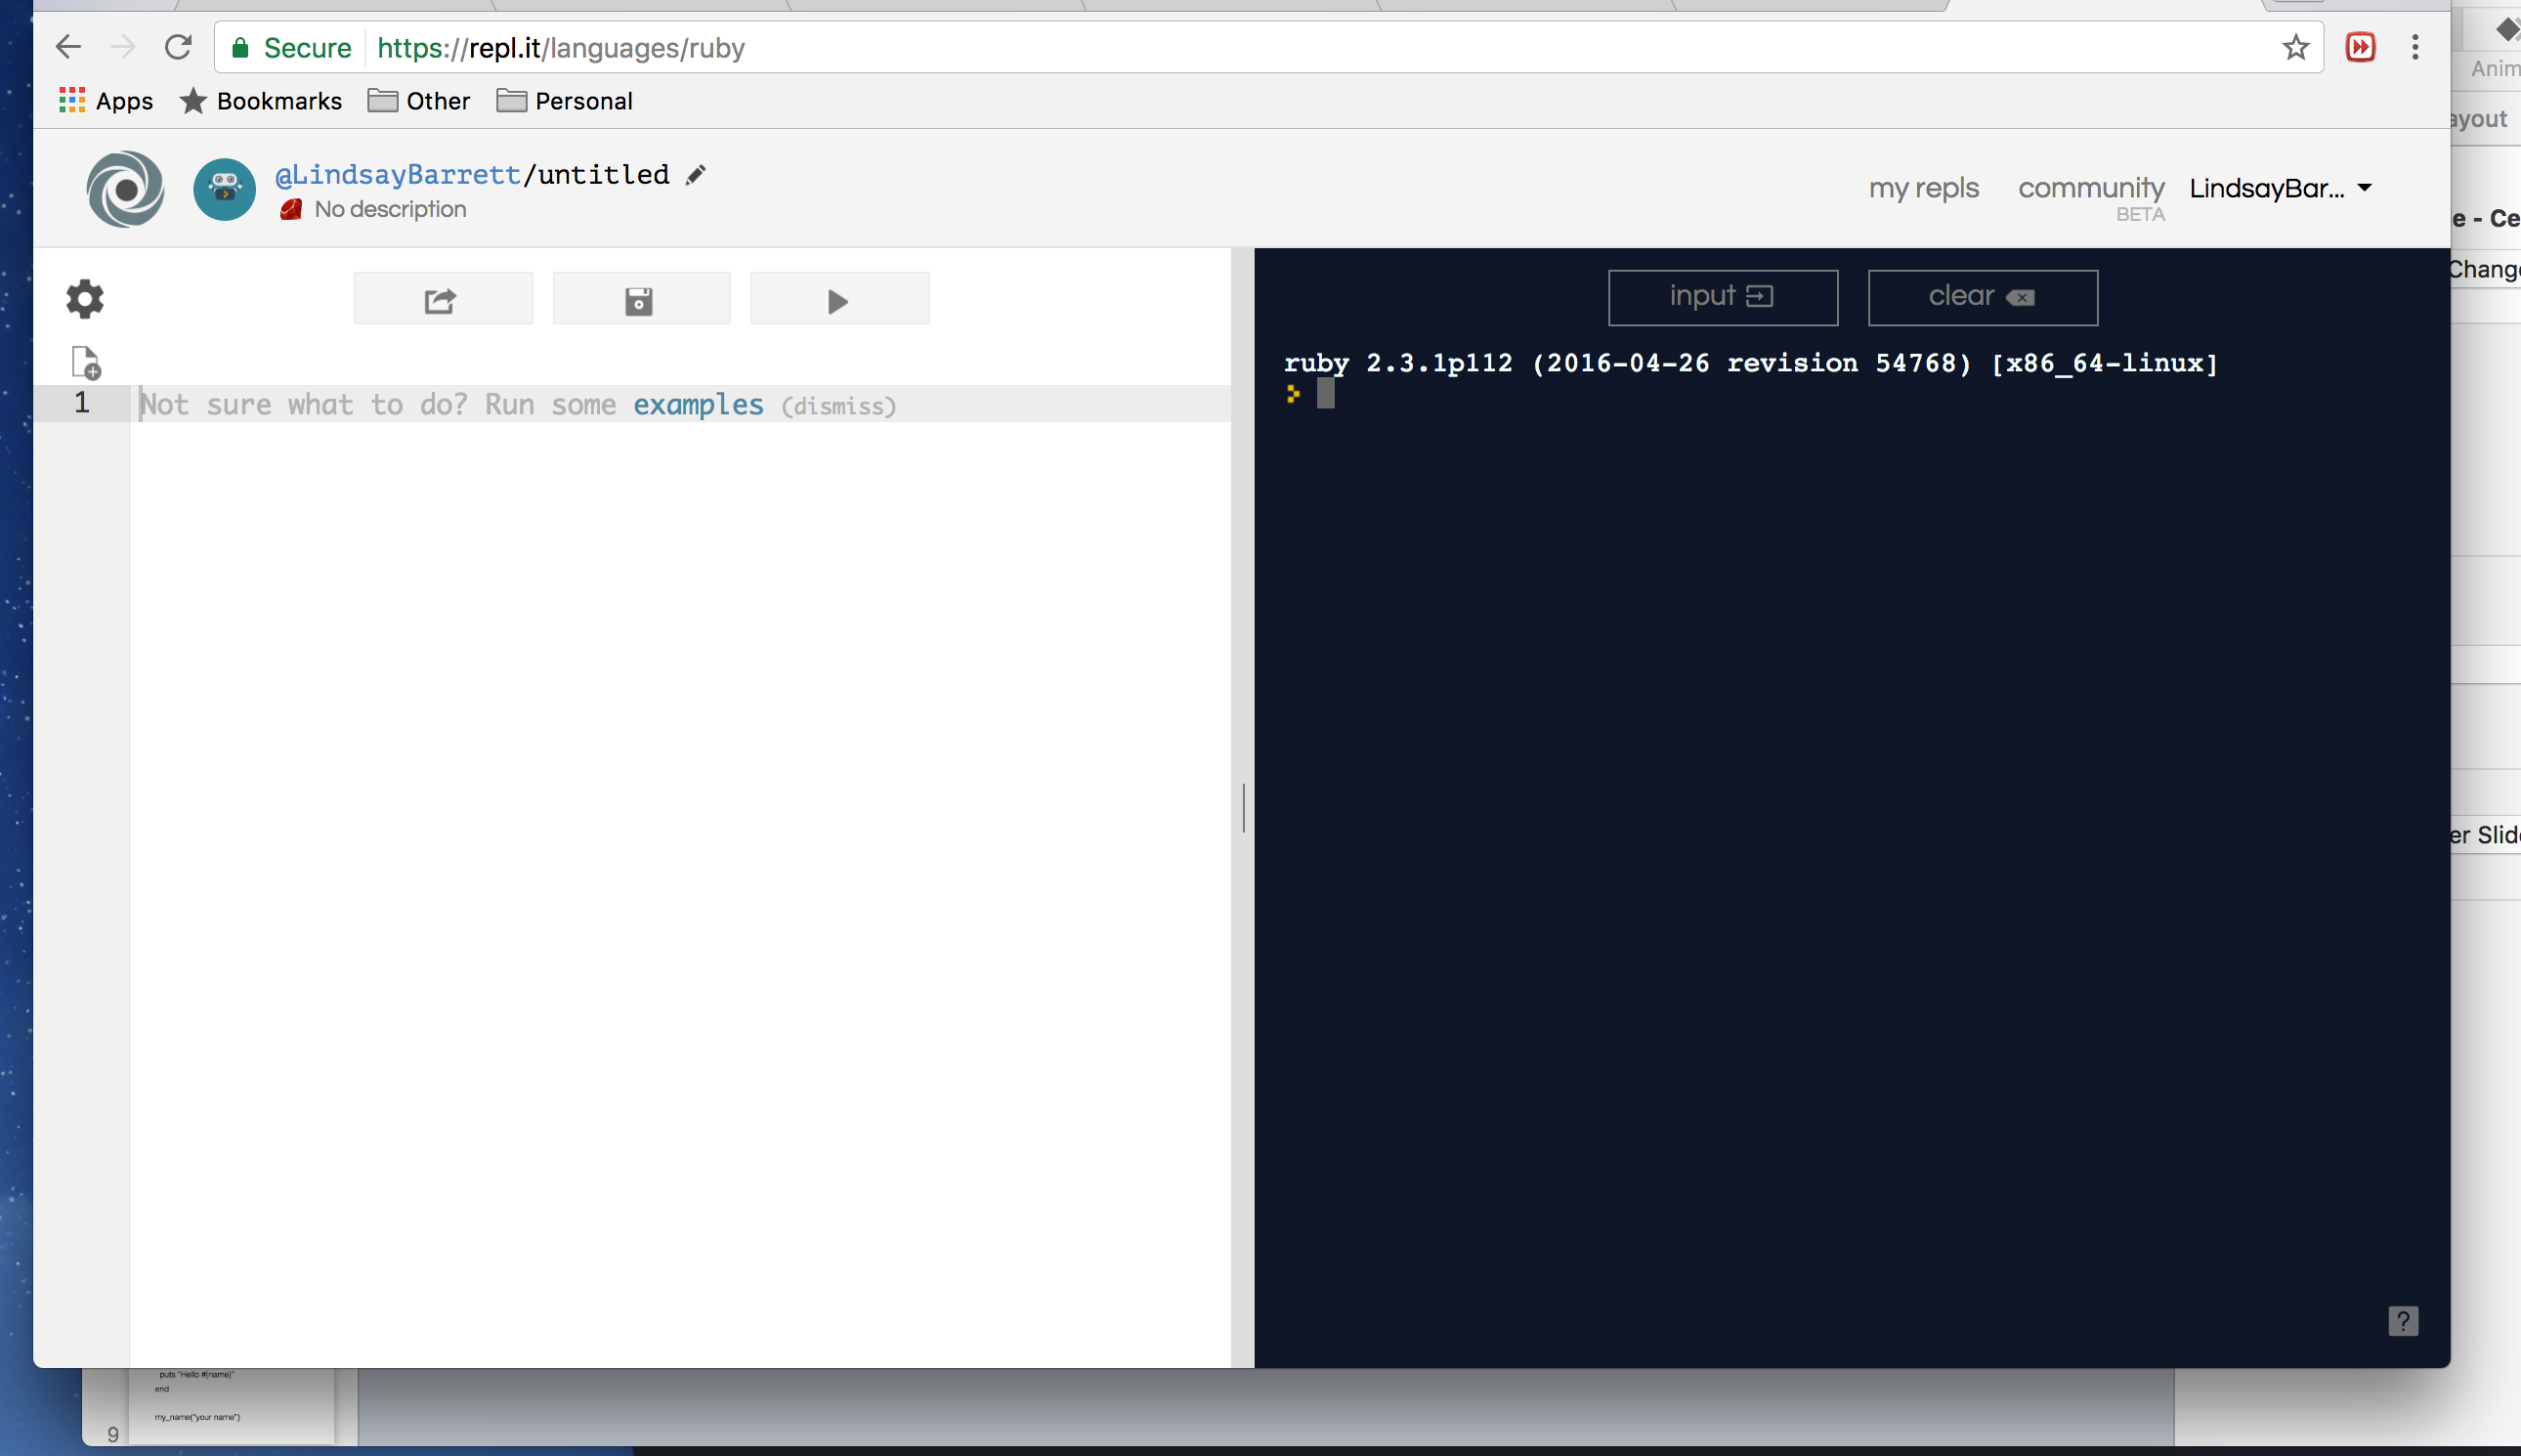 Secure https://repl.it/languages/ruby
Apps Bookmarks Other Personal
@LindsayBarrett/untitled
No description
my repls community LindsayBar...
BETA
input clear
ruby 2.3.1p112 (2016-04-26 revision 54768) [x86_64-linux]
1 Not sure what to do? Run some examples (dismiss)
?
Anim
ayout
e - Ce
Chang
er Slid
puts "Hello #{name}"
end
my_name("your name")
9